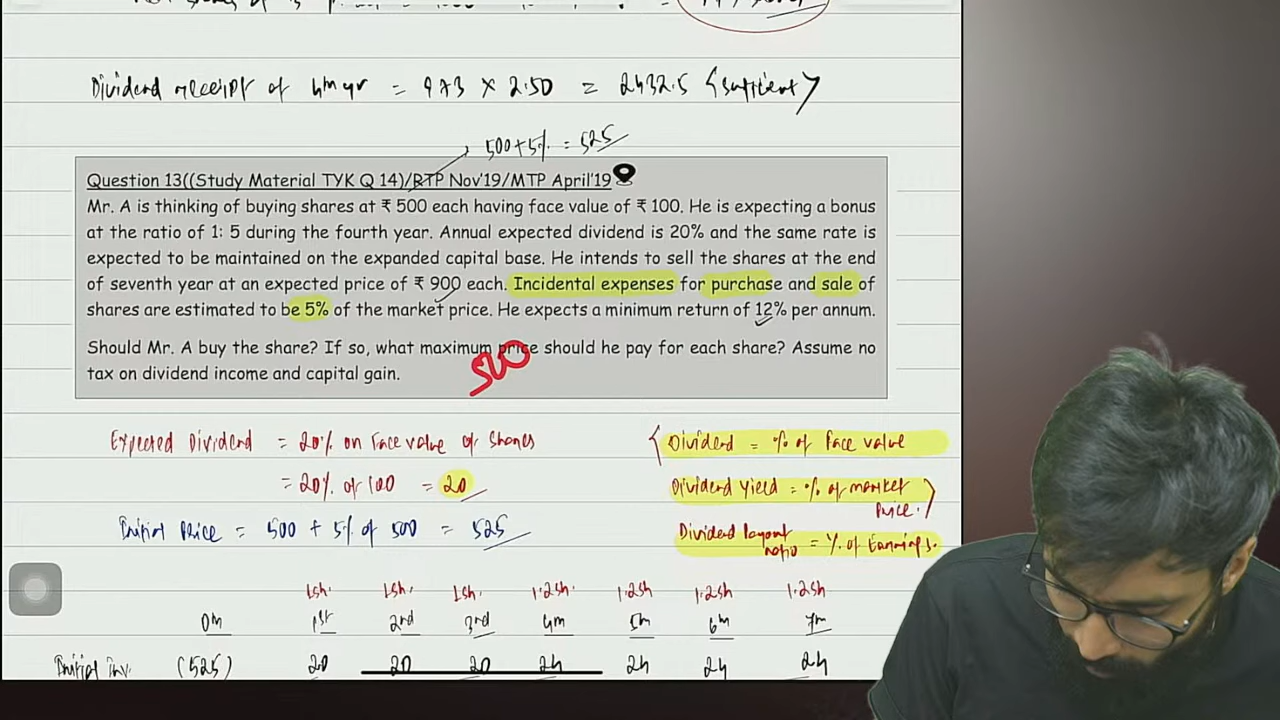 Dividend receipt of 4th yr = 973 × 2.50 = 2432.5 {Sufficient}
500+5% = 525
Question 13((Study Material TYK Q 14)/RTP Nov'19/MTP April'19
Mr. A is thinking of buying shares at ₹ 500 each having face value of ₹ 100. He is expecting a bonus
at the ratio of 1: 5 during the fourth year. Annual expected dividend is 20% and the same rate is
expected to be maintained on the expanded capital base. He intends to sell the shares at the end
of seventh year at an expected price of ₹ 900 each. Incidental expenses for purchase and sale of
shares are estimated to be 5% of the market price. He expects a minimum return of 12% per annum.
Should Mr. A buy the share? If so, what maximum price should he pay for each share? Assume no
tax on dividend income and capital gain.
500
Expected Dividend = 20% on Face value of Shares
= 20% of 100 = 20
Initial Price = 500 + 5% of 500 = 525
{Dividend = % of Face value
Dividend Yield = % of market
Price.}
Dividend payout
ratio = % of Earnings.
1sh. 1sh. 1sh. 1.2sh. 1.2sh 1.2sh 1.2sh
0th 1st 2nd 3rd 4th 5th 6th 7th
Initial Inv. (525) 20 20 20 24 24 24 24